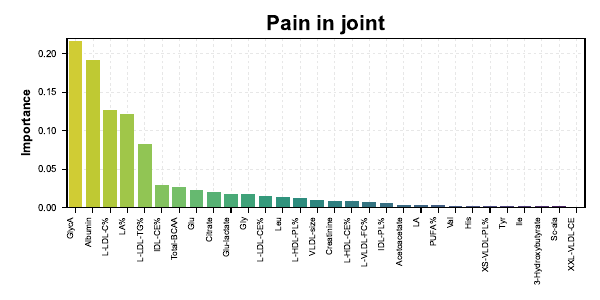 Pain in joint
Importance
0.20
0.15
0.10
0.05
0.00
GlycA
Albumin
L-LDL-C%
LA%
L-LDL-TG%
IDL-CE%
Total-BCAA
Glu
Citrate
Glu-lactate
Gly
L-LDL-CE%
Leu
L-HDL-PL%
VLDL-size
Creatinine
L-HDL-CE%
L-VLDL-FC%
IDL-PL%
Acetoacetate
LA
PUFA%
Val
His
XS-VLDL-PL%
Tyr
Ile
3-Hydroxybutyrate
Sc-ala
XXL-VLDL-CE